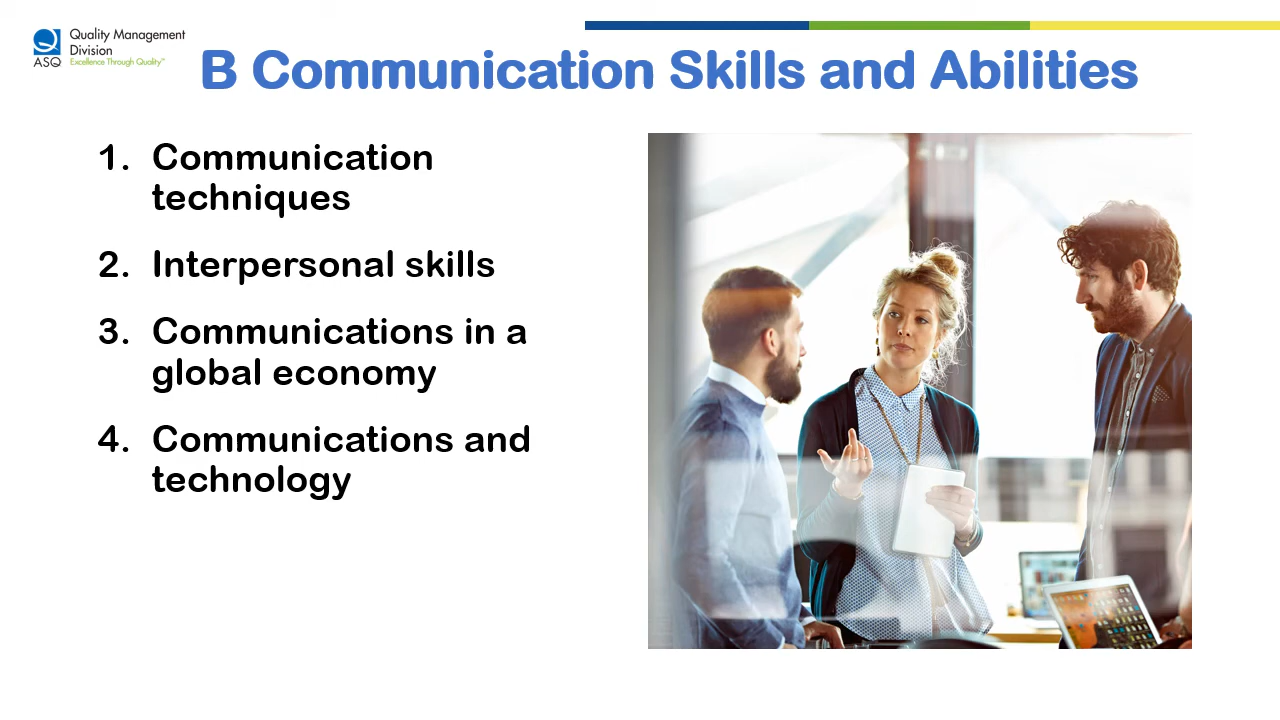 Quality Management
Division
ASQ
Excellence Through Quality™
B Communication Skills and Abilities
1. Communication
techniques
2. Interpersonal skills
3. Communications in a
global economy
4. Communications and
technology